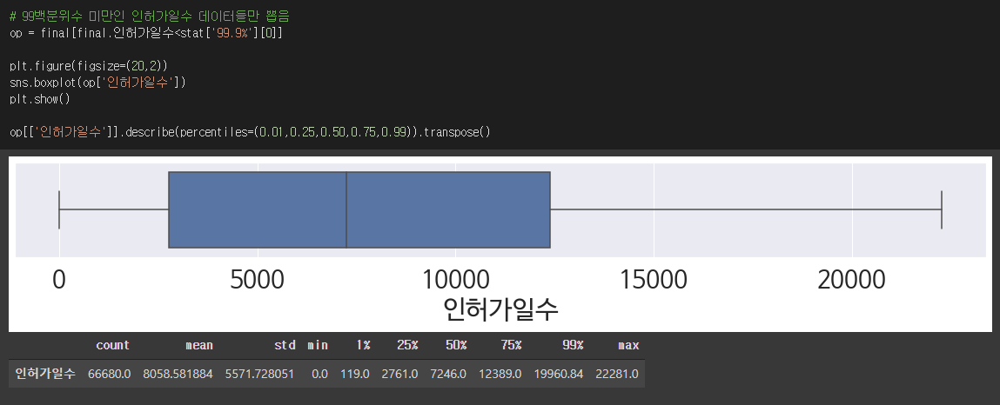 # 99백분위수 미만인 인허가일수 데이터들만 뽑음
op = final[final.인허가일수<stat['99.9%'][0]]
plt.figure(figsize=(20,2))
sns.boxplot(op['인허가일수'])
plt.show()
op[['인허가일수']].describe(percentiles=(0.01,0.25,0.50,0.75,0.99)).transpose()
0 5000 10000 15000 20000
인허가일수
count mean std min 1% 25% 50% 75% 99% max
인허가일수 66680.0 8058.581884 5571.728051 0.0 119.0 2761.0 7246.0 12389.0 19960.84 22281.0